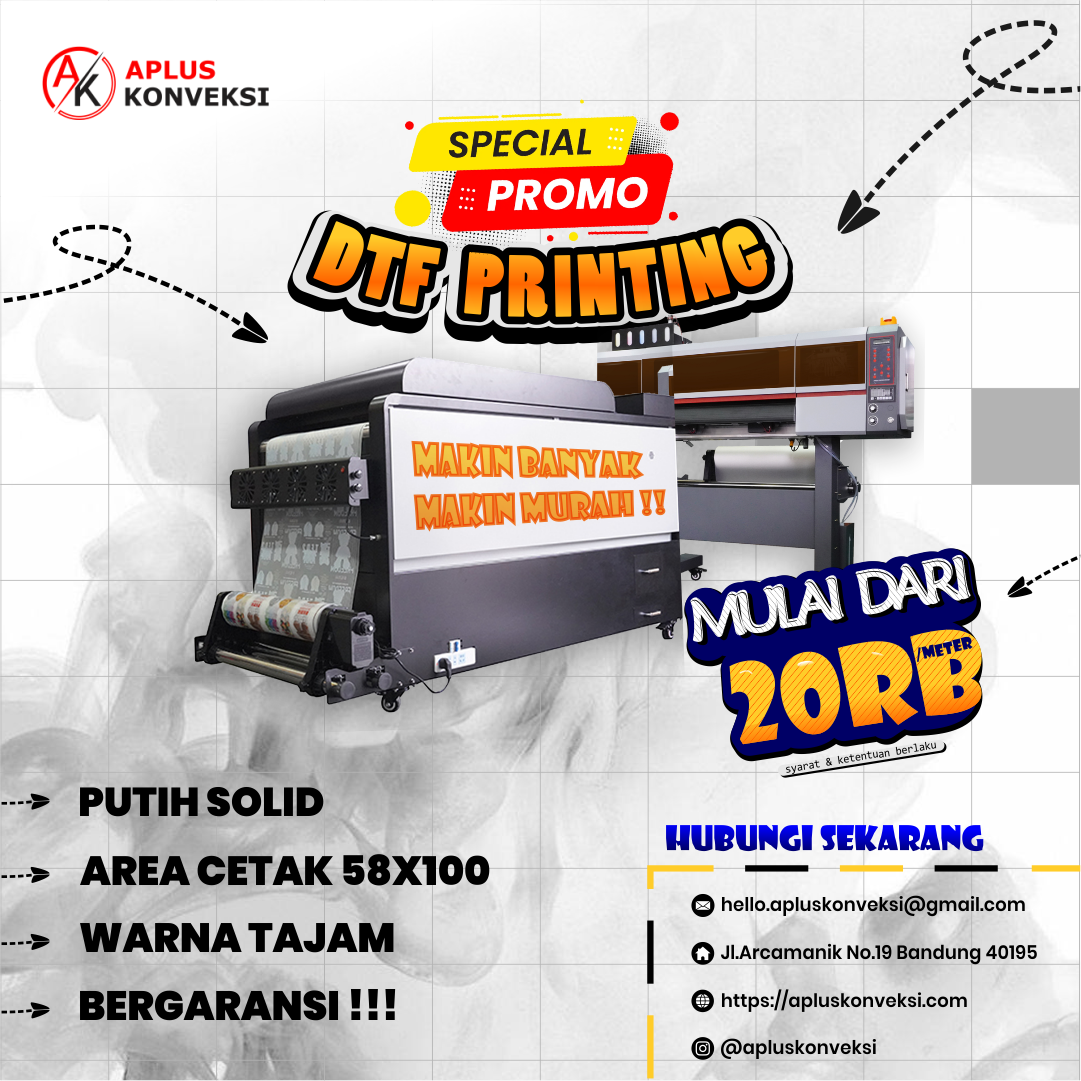 APLUS
KONVEKSI
SPECIAL
PROMO
DTF PRINTING
MAKIN BANYAK
MAKIN MURAH !!
MULAI DARI
20RB
/METER
syarat & ketentuan berlaku
PUTIH SOLID
AREA CETAK 58X100
WARNA TAJAM
BERGARANSI !!!
HUBUNGI SEKARANG
hello.apluskonveksi@gmail.com
Jl.Arcamanik No.19 Bandung 40195
https://apluskonveksi.com
@apluskonveksi